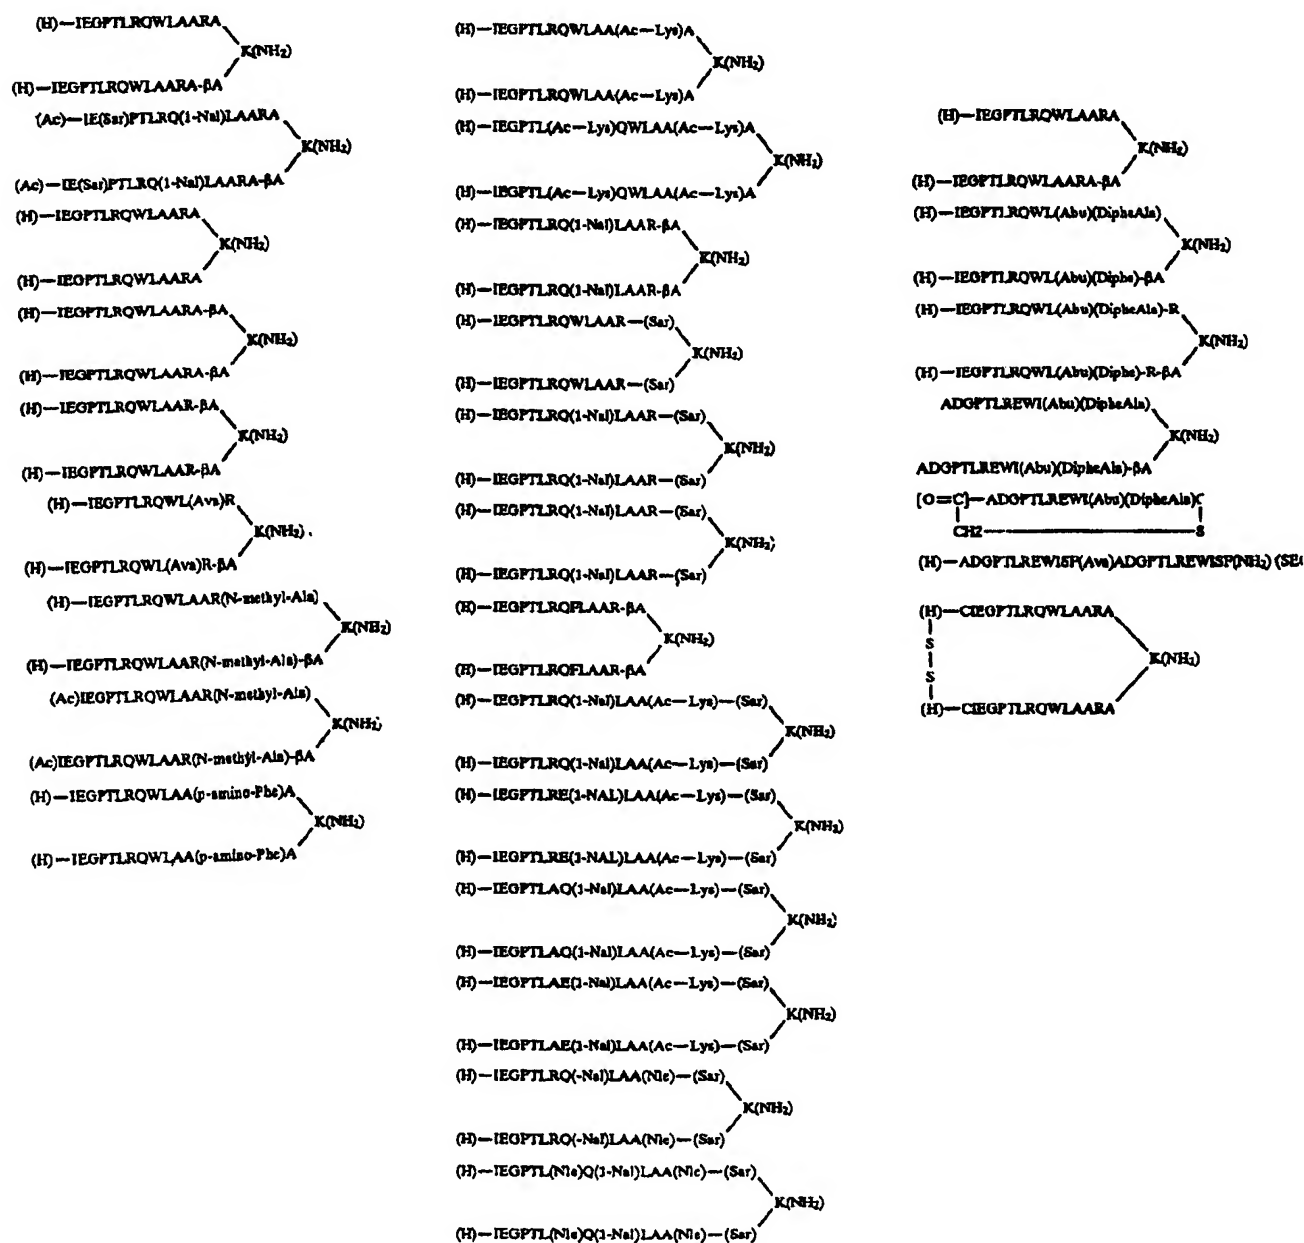 (H)—IEGPTLRQWLAARA
K(NH2)
(H)—IEGPTLRQWLAARA-βA
(Ac)-IE(Sar)PTLRQ(1-Nal)LAARA
K(NH2)
(Ac)-IE(Sar)PTLRQ(1-Nal)LAARA-βA
(H)—IEGPTLRQWLAARA
K(NH2)
(H)—IEGPTLRQWLAARA
(H)—IEGPTLRQWLAARA-βA
K(NH2)
(H)—IEGPTLRQWLAARA-βA
(H)—IEGPTLRQWLAAR-βA
K(NH2)
(H)—IEGPTLRQWLAAR-βA
(H)—IEGPTLRQWL(Ava)R
K(NH2)
(H)—IEGPTLRQWL(Ava)R-βA
(H)—IEGPTLRQWLAAR(N-methyl-Ala)
K(NH2)
(H)—IEGPTLRQWLAAR(N-methyl-Ala)-βA
(Ac)IEGPTLRQWLAAR(N-methyl-Ala)
K(NH2)
(Ac)IEGPTLRQWLAAR(N-methyl-Ala)-βA
(H)—IEGPTLRQWLAA(p-amino-Phe)A
K(NH2)
(H)—IEGPTLRQWLAA(p-amino-Phe)A
(H)—IEGPTLRQWLAA(Ac—Lys)A
K(NH2)
(H)—IEGPTLRQWLAA(Ac—Lys)A
(H)—IEGPTL(Ac—Lys)QWLAA(Ac—Lys)A
K(NH2)
(H)—IEGPTL(Ac—Lys)QWLAA(Ac—Lys)A
(H)—IEGPTLRQ(1-Nal)LAAR-βA
K(NH2)
(H)—IEGPTLRQ(1-Nal)LAAR-βA
(H)—IEGPTLRQWLAAR—(Sar)
K(NH2)
(H)—IEGPTLRQWLAAR—(Sar)
(H)—IEGPTLRQ(1-Nal)LAAR—(Sar)
K(NH2)
(H)—IEGPTLRQ(1-Nal)LAAR—(Sar)
(H)—IEGPTLRQ(1-Nal)LAAR—(Sar)
K(NH2)
(H)—IEGPTLRQ(1-Nal)LAAR—(Sar)
(H)—IEGPTLRQFLAAR-βA
K(NH2)
(H)—IEGPTLRQFLAAR-βA
(H)—IEGPTLRQ(1-Nal)LAA(Ac—Lys)—(Sar)
K(NH2)
(H)—IEGPTLRQ(1-Nal)LAA(Ac—Lys)—(Sar)
(H)—IEGPTLRE(1-NAL)LAA(Ac—Lys)—(Sar)
K(NH2)
(H)—IEGPTLRE(1-NAL)LAA(Ac—Lys)—(Sar)
(H)—IEGPTLAQ(1-Nal)LAA(Ac—Lys)—(Sar)
K(NH2)
(H)—IEGPTLAQ(1-Nal)LAA(Ac—Lys)—(Sar)
(H)—IEGPTLAE(1-Nal)LAA(Ac—Lys)—(Sar)
K(NH2)
(H)—IEGPTLAE(1-Nal)LAA(Ac—Lys)—(Sar)
(H)—IEGPTLRQ(-Nal)LAA(Nle)—(Sar)
K(NH2)
(H)—IEGPTLRQ(-Nal)LAA(Nle)—(Sar)
(H)—IEGPTL(Nle)Q(1-Nal)LAA(Nle)—(Sar)
K(NH2)
(H)—IEGPTL(Nle)Q(1-Nal)LAA(Nle)—(Sar)
(H)—IEGPTLRQWLAARA
K(NH2)
(H)—IEGPTLRQWLAARA-βA
(H)—IEGPTLRQWL(Abu)(DipheAla)
K(NH2)
(H)—IEGPTLRQWL(Abu)(Diphe)-βA
(H)—IEGPTLRQWL(Abu)(DipheAla)-R
K(NH2)
(H)—IEGPTLRQWL(Abu)(Diphe)-R-βA
ADGPTLREWI(Abu)(DipheAla)
K(NH2)
ADGPTLREWI(Abu)(DipheAla)-βA
[O=C]—ADGPTLREWI(Abu)(DipheAla)C
CH2 S
(H)—ADGPTLREWISF(Ava)ADGPTLREWISF(NH2) (SE
(H)—CIEGPTLRQWLAARA
S
K(NH2)
S
(H)—CIEGPTLRQWLAARA